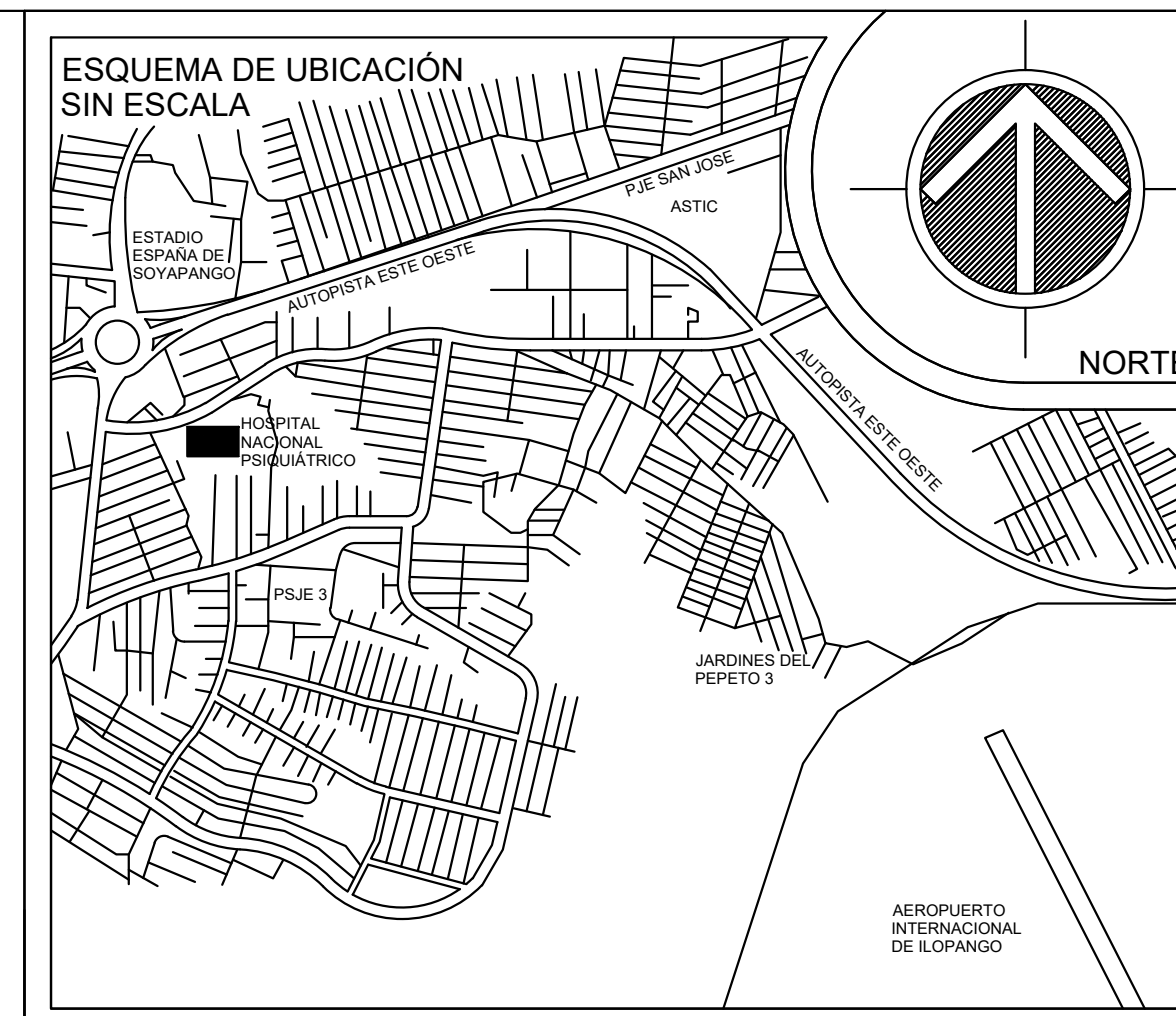 ESQUEMA DE UBICACIÓN
SIN ESCALA
PJE SAN JOSE
ASTIC
ESTADIO
ESPAÑA DE
SOYAPANGO
AUTOPISTA ESTE OESTE
NORTE
AUTOPISTA ESTE OESTE
HOSPITAL
NACIONAL
PSIQUIÁTRICO
PSJE 3
JARDINES DEL
PEPETO 3
AEROPUERTO
INTERNACIONAL
DE ILOPANGO